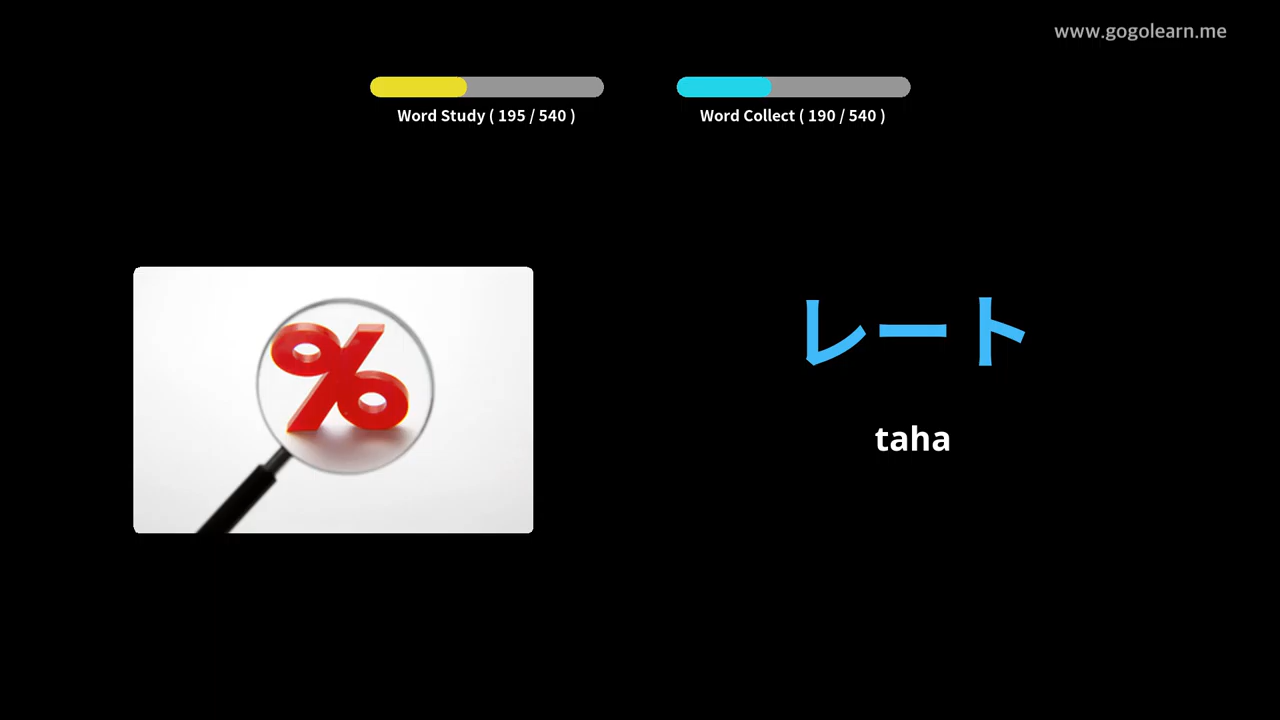 www.gogolearn.me
Word Study ( 195 / 540 )
Word Collect ( 190 / 540 )
%
レート
taha